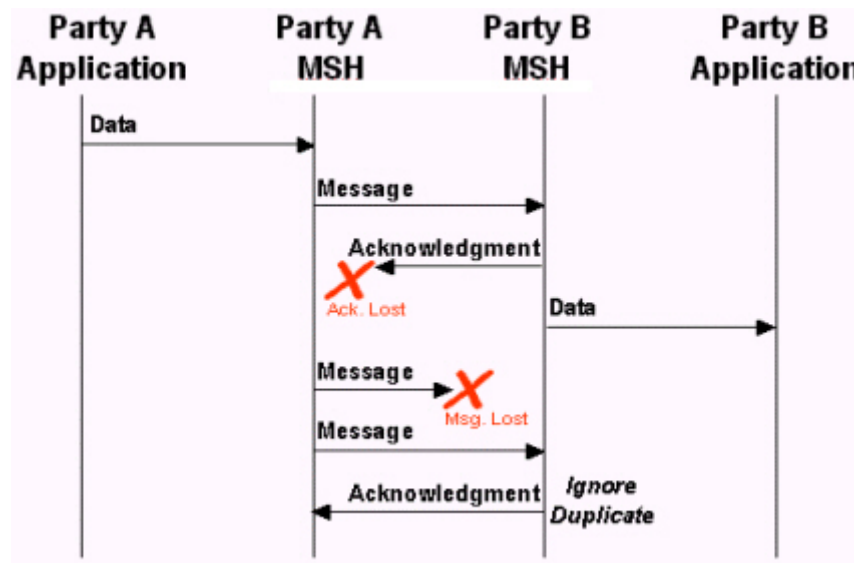 Party A
Application
Party A
MSH
Party B
MSH
Party B
Application
Data
Message
Acknowledgment
Ack. Lost
Data
Message
Msg. Lost
Message
Acknowledgment
Ignore
Duplicate